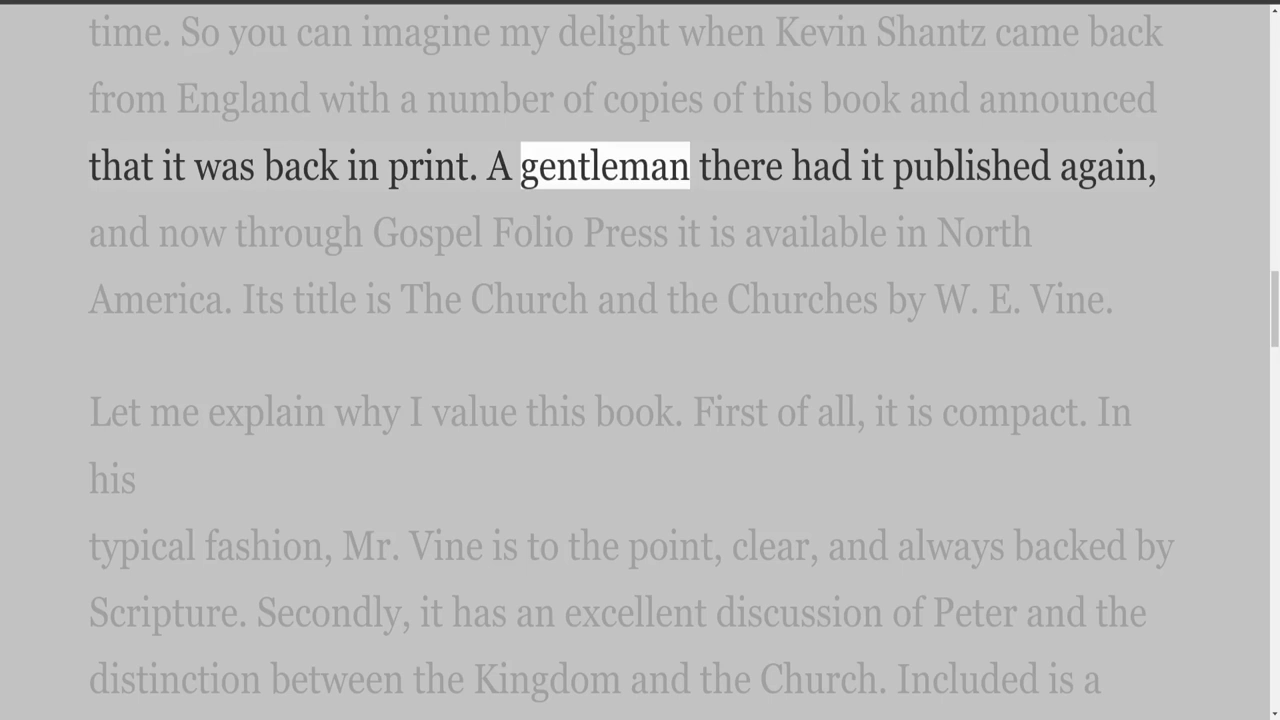 time. So you can imagine my delight when Kevin Shantz came back
from England with a number of copies of this book and announced
that it was back in print. A gentleman there had it published again,
and now through Gospel Folio Press it is available in North
America. Its title is The Church and the Churches by W. E. Vine.
Let me explain why I value this book. First of all, it is compact. In
his
typical fashion, Mr. Vine is to the point, clear, and always backed by
Scripture. Secondly, it has an excellent discussion of Peter and the
distinction between the Kingdom and the Church. Included is a